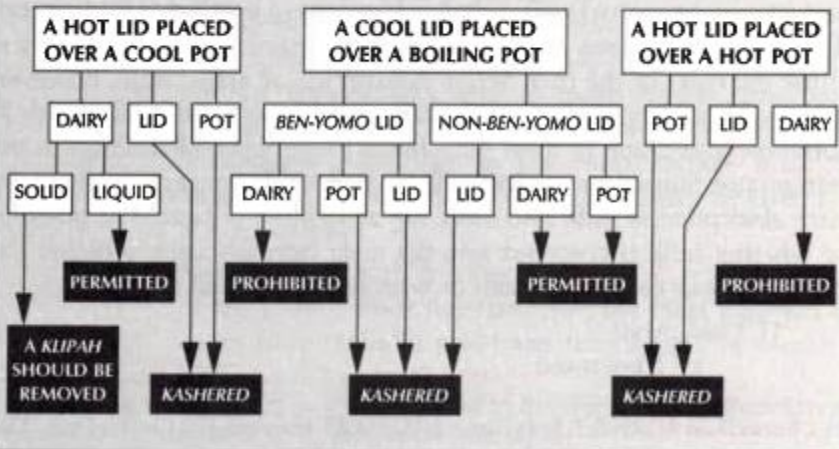 A HOT LID PLACED
OVER A COOL POT
A COOL LID PLACED
OVER A BOILING POT
A HOT LID PLACED
OVER A HOT POT
DAIRY
LID
POT
BEN-YOMO LID
NON-BEN-YOMO LID
POT
LID
DAIRY
SOLID
LIQUID
DAIRY
POT
LID
LID
DAIRY
POT
PERMITTED
PROHIBITED
PERMITTED
PROHIBITED
A KLIPAH
SHOULD BE
REMOVED
KASHERED
KASHERED
KASHERED